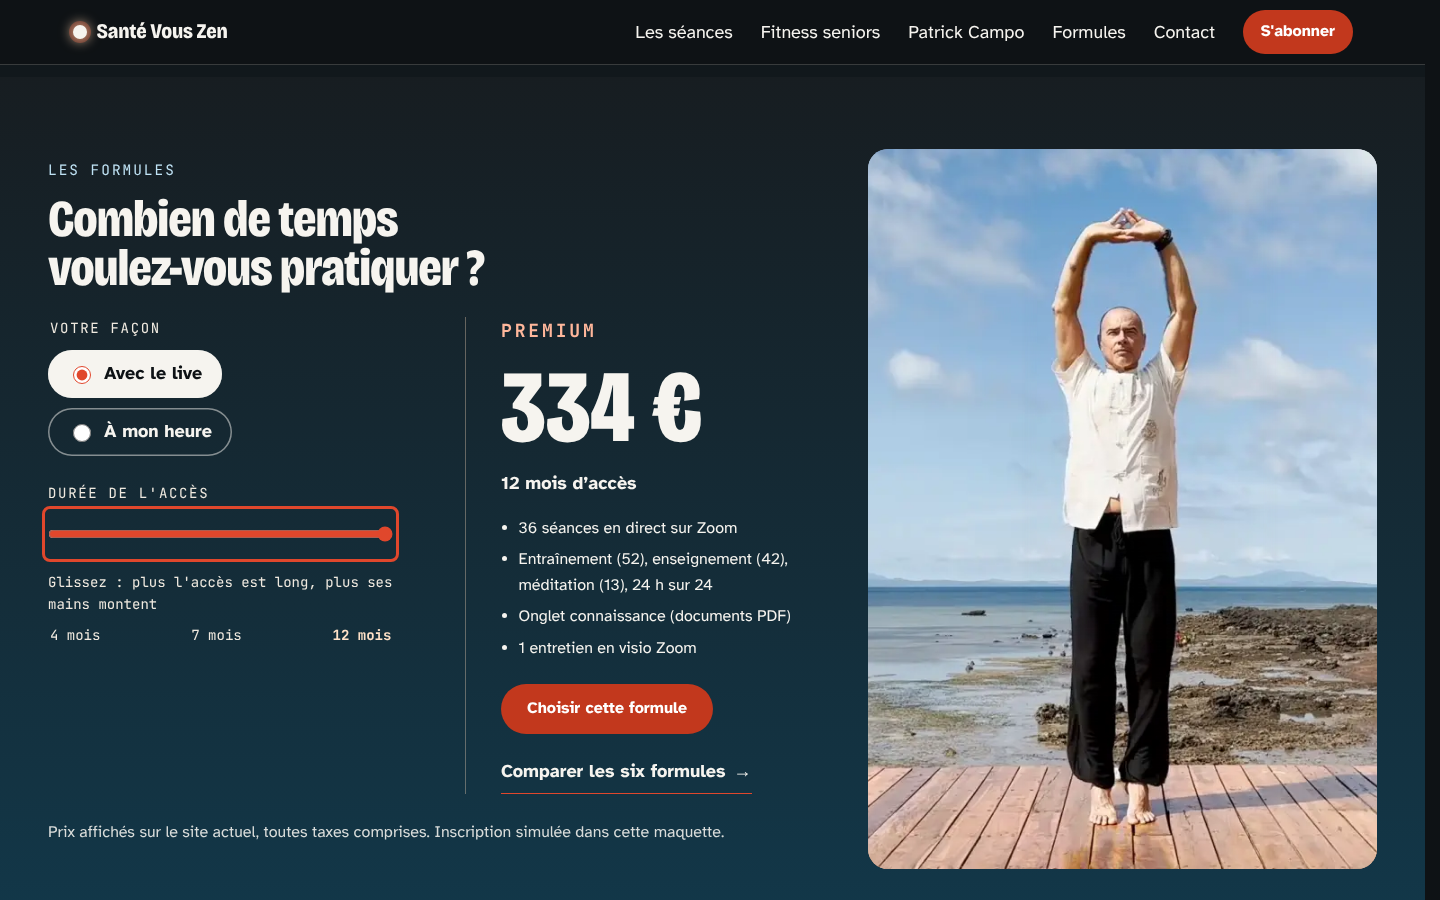 Santé Vous Zen
Les séances
Fitness seniors
Patrick Campo
Formules
Contact
S'abonner
LES FORMULES
Combien de temps
voulez-vous pratiquer ?
VOTRE FAÇON
Avec le live
À mon heure
DURÉE DE L'ACCÈS
Glissez : plus l'accès est long, plus ses
mains montent
4 mois
7 mois
12 mois
PREMIUM
334 €
12 mois d’accès
• 36 séances en direct sur Zoom
• Entraînement (52), enseignement (42),
méditation (13), 24 h sur 24
• Onglet connaissance (documents PDF)
• 1 entretien en visio Zoom
Choisir cette formule
Comparer les six formules →
Prix affichés sur le site actuel, toutes taxes comprises. Inscription simulée dans cette maquette.